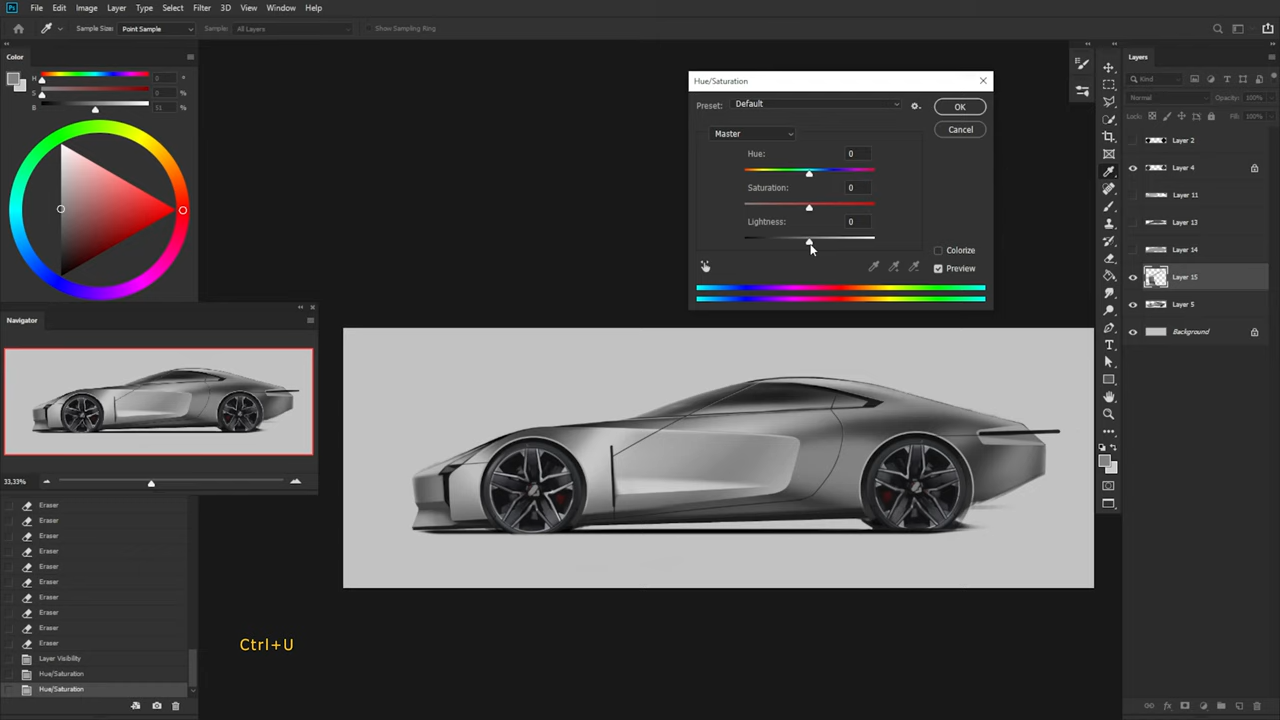 Ps File Edit Image Layer Type Select Filter 3D View Window Help
Sample Size: Point Sample Sample: All Layers Show Sampling Ring
Color
H 0 °
S 0 %
B 51 %
Navigator
33,33%
Eraser
Eraser
Eraser
Eraser
Eraser
Eraser
Eraser
Eraser
Eraser
Eraser
Layer Visibility
Hue/Saturation
Hue/Saturation
Ctrl+U
Hue/Saturation
Preset: Default
OK
Cancel
Master
Hue: 0
Saturation: 0
Lightness: 0
Colorize
Preview
Layers
Kind
Normal Opacity: 100%
Lock: Fill: 100%
Layer 2
Layer 4
Layer 11
Layer 13
Layer 14
Layer 15
Layer 5
Background